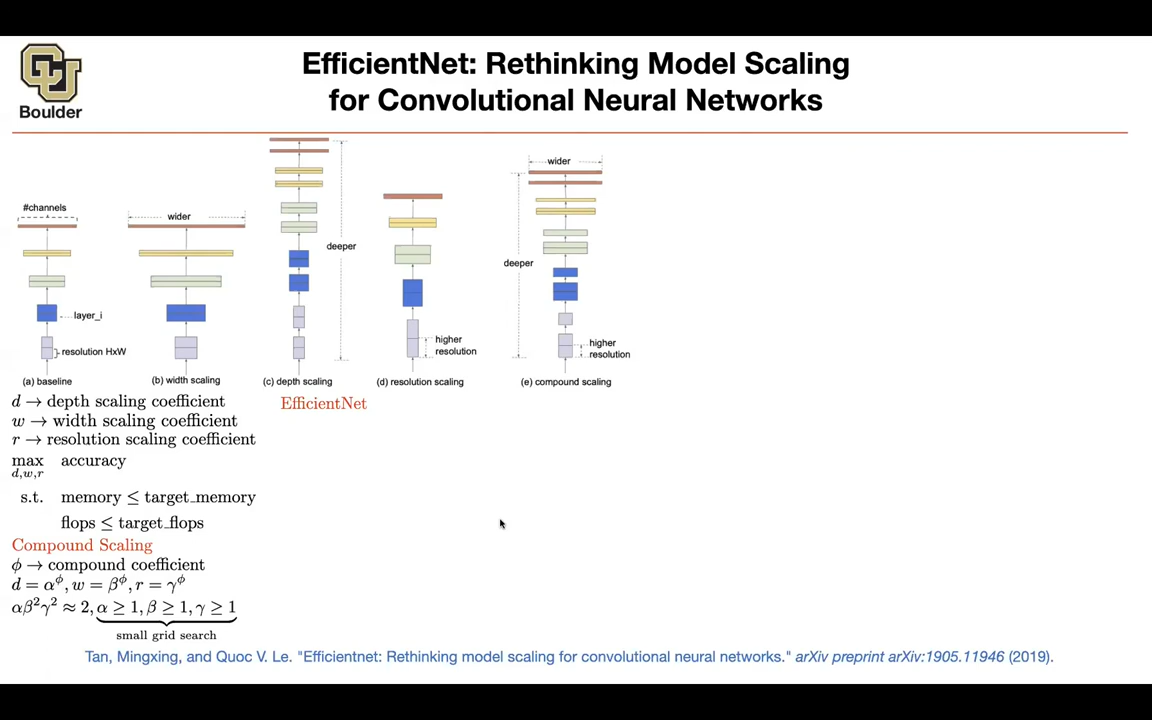 EfficientNet: Rethinking Model Scaling
for Convolutional Neural Networks
Boulder
#channels
layer_i
resolution HxW
(a) baseline
wider
(b) width scaling
deeper
(c) depth scaling
higher
resolution
(d) resolution scaling
wider
deeper
higher
resolution
(e) compound scaling
d → depth scaling coefficient
w → width scaling coefficient
r → resolution scaling coefficient
max accuracy
d,w,r
s.t. memory ≤ target_memory
flops ≤ target_flops
Compound Scaling
ϕ → compound coefficient
d = α^ϕ, w = β^ϕ, r = γ^ϕ
αβ²γ² ≈ 2, α ≥ 1, β ≥ 1, γ ≥ 1
small grid search
EfficientNet
Tan, Mingxing, and Quoc V. Le. "Efficientnet: Rethinking model scaling for convolutional neural networks." arXiv preprint arXiv:1905.11946 (2019).